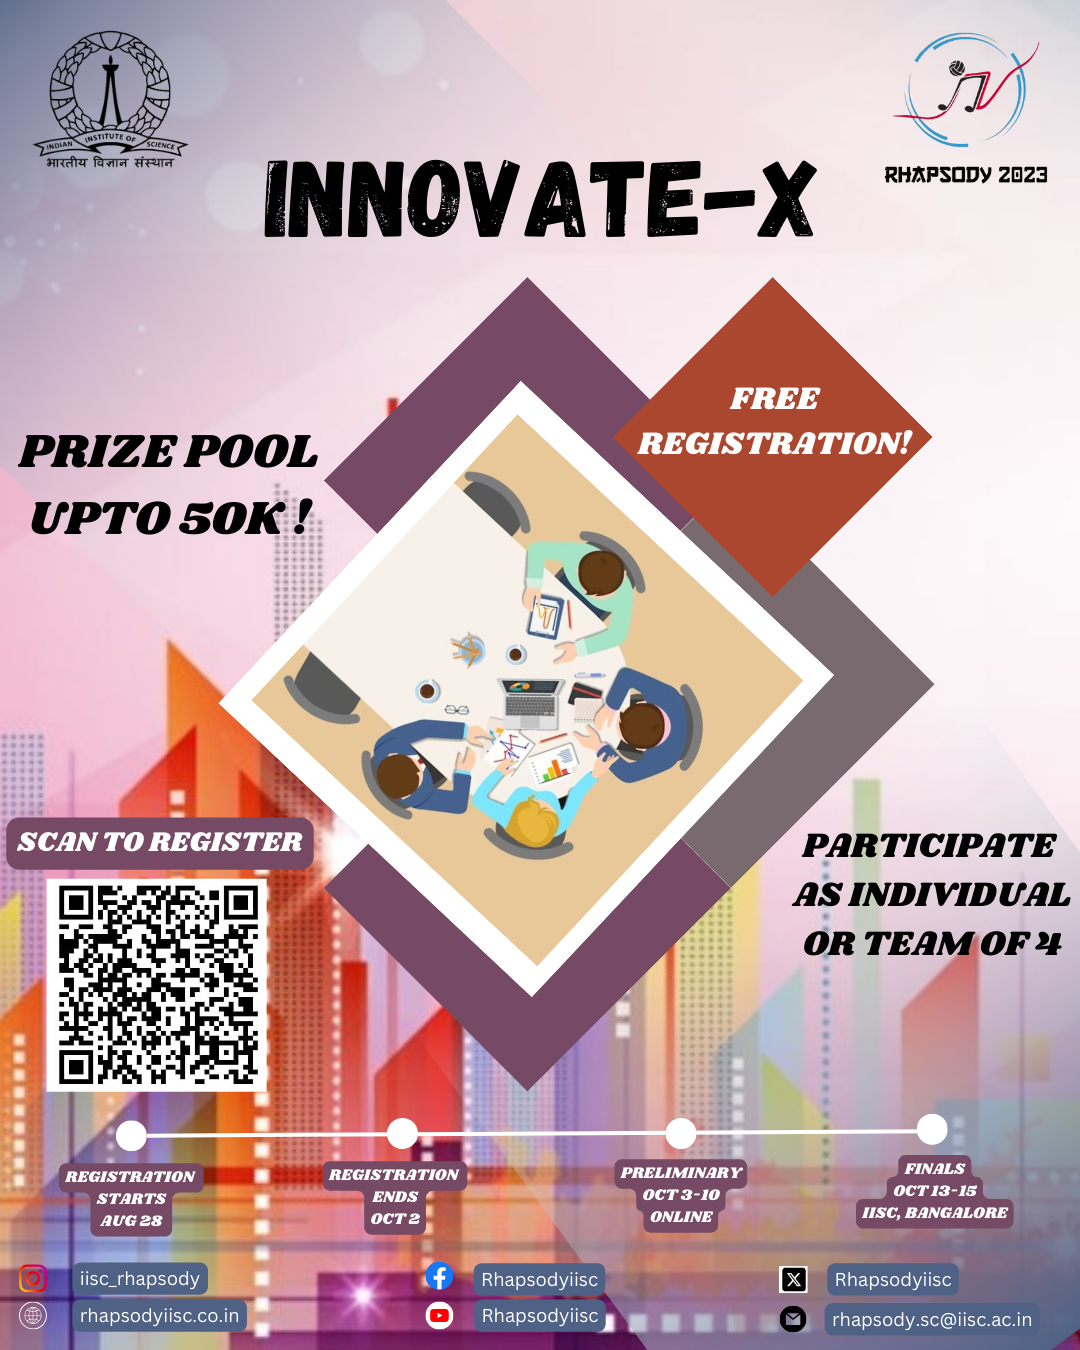 INDIAN INSTITUTE OF SCIENCE
भारतीय विज्ञान संस्थान
RHAPSODY 2023
INNOVATE-X
FREE
REGISTRATION!
PRIZE POOL
UPTO 50K !
SCAN TO REGISTER
PARTICIPATE
AS INDIVIDUAL
OR TEAM OF 4
REGISTRATION
STARTS
AUG 28
REGISTRATION
ENDS
OCT 2
PRELIMINARY
OCT 3-10
ONLINE
FINALS
OCT 13-15
IISC, BANGALORE
iisc_rhapsody
Rhapsodyiisc
Rhapsodyiisc
rhapsodyiisc.co.in
Rhapsodyiisc
rhapsody.sc@iisc.ac.in